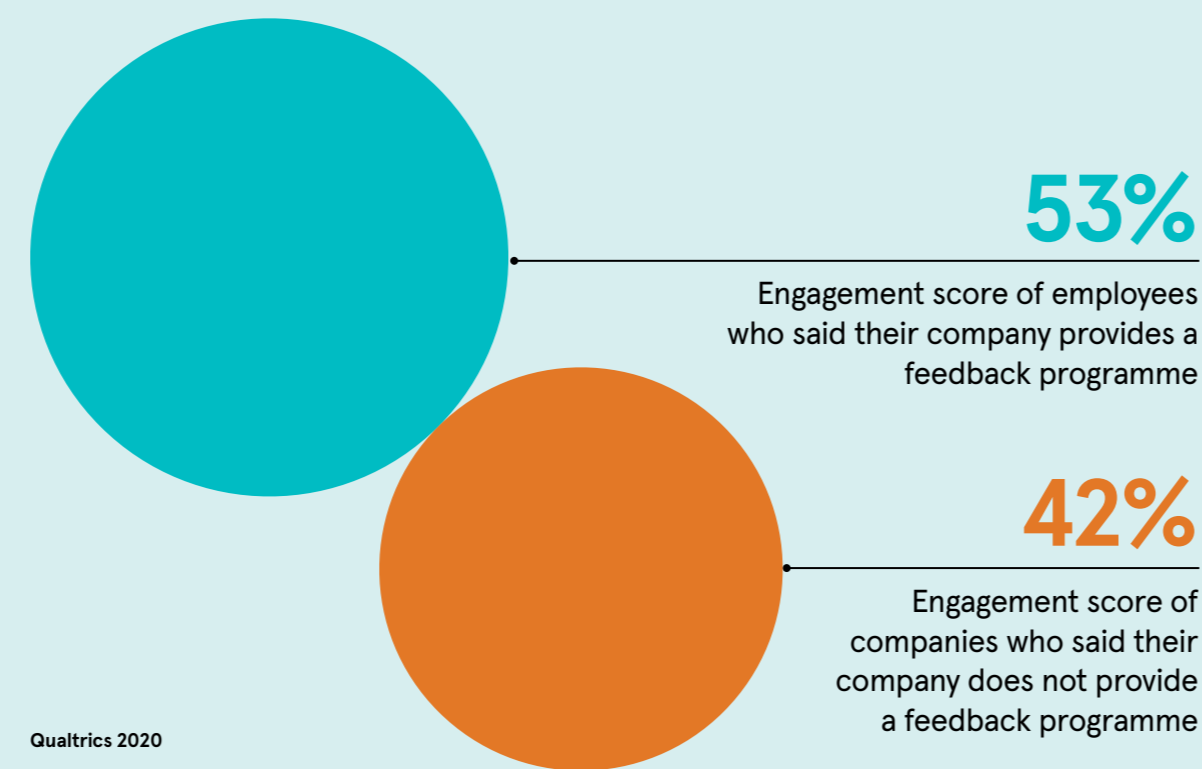 53%
Engagement score of employees
who said their company provides a
feedback programme
42%
Engagement score of
companies who said their
company does not provide
a feedback programme
Qualtrics 2020